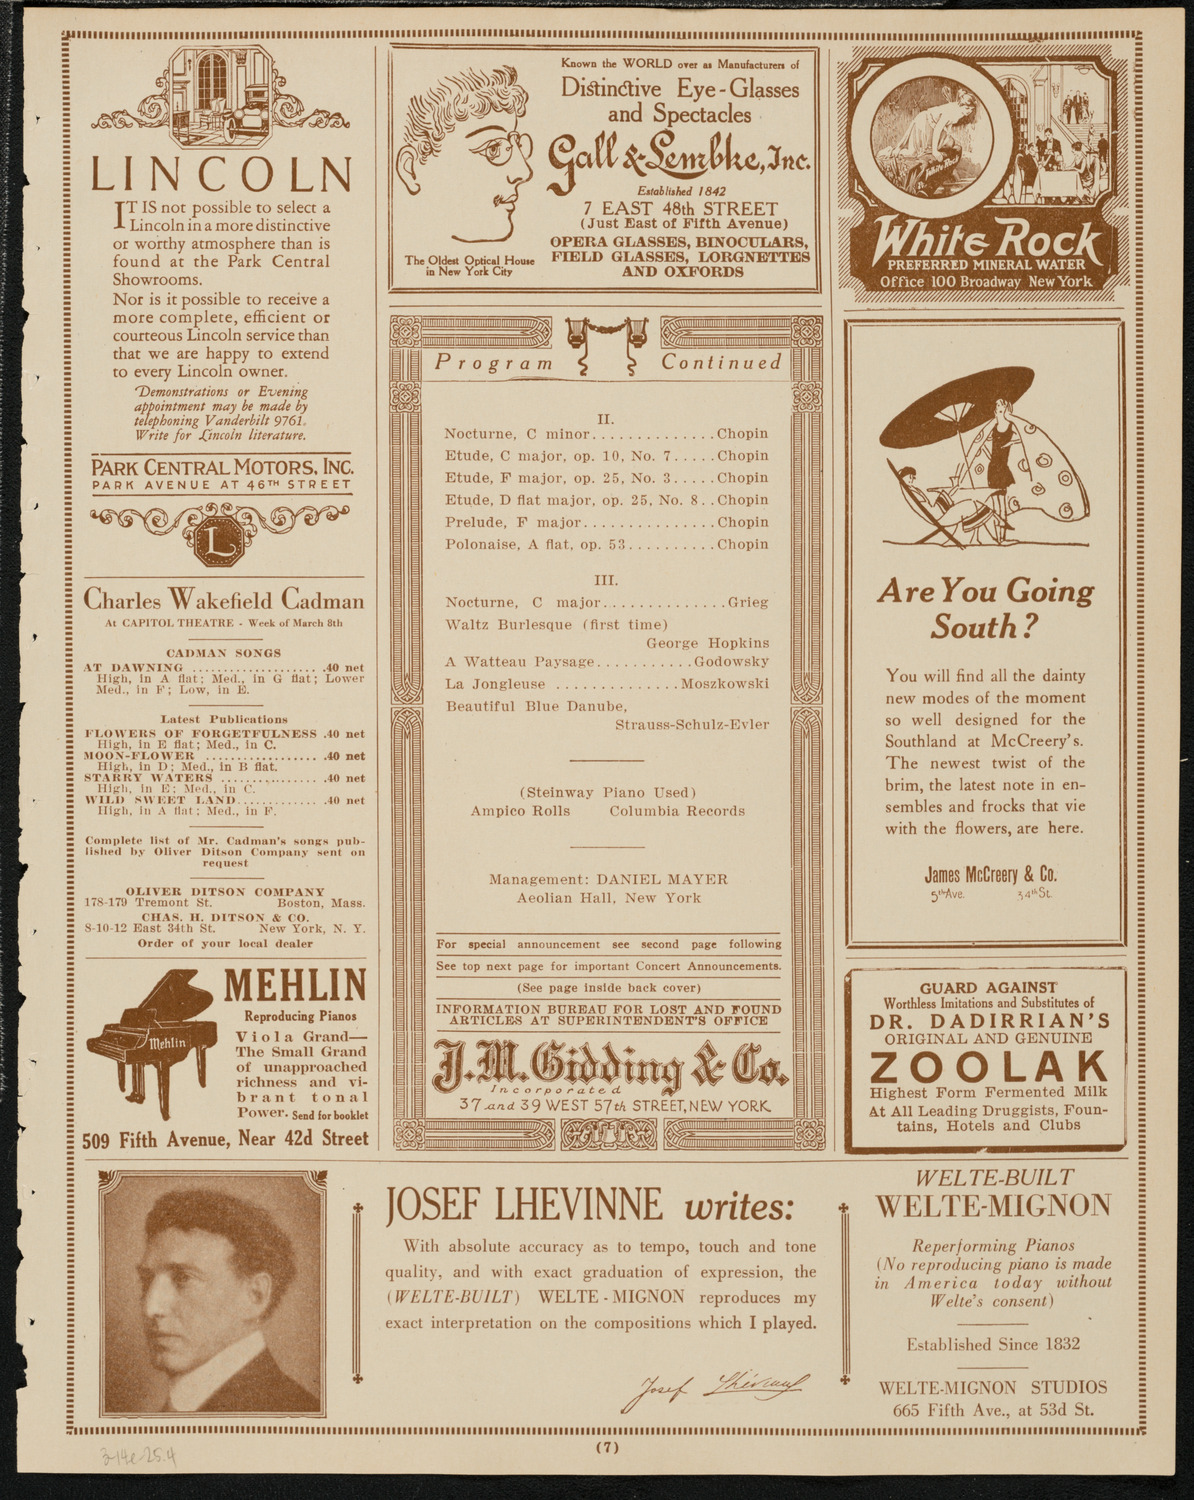 LINCOLN
IT IS not possible to select a
Lincoln in a more distinctive
or worthy atmosphere than is
found at the Park Central
Showrooms.
Nor is it possible to receive a
more complete, efficient or
courteous Lincoln service than
that we are happy to extend
to every Lincoln owner.
Demonstrations or Evening
appointment may be made by
telephoning Vanderbilt 9761.
Write for Lincoln literature.
PARK CENTRAL MOTORS, INC.
PARK AVENUE AT 46TH STREET
L
Charles Wakefield Cadman
At CAPITOL THEATRE - Week of March 8th
CADMAN SONGS
AT DAWNING .................... .40 net
High, in A flat; Med., in G flat; Lower
Med., in F; Low, in E.
Latest Publications
FLOWERS OF FORGETFULNESS .40 net
High, in E flat; Med., in C.
MOON-FLOWER ................. .40 net
High, in D; Med., in B flat.
STARRY WATERS ............... .40 net
High, in E; Med., in C.
WILD SWEET LAND............ .40 net
High, in A flat; Med., in F.
Complete list of Mr. Cadman's songs pub-
lished by Oliver Ditson Company sent on
request
OLIVER DITSON COMPANY
178-179 Tremont St. Boston, Mass.
CHAS. H. DITSON & CO.
8-10-12 East 34th St. New York, N. Y.
Order of your local dealer
MEHLIN
Reproducing Pianos
Viola Grand—
The Small Grand
of unapproached
richness and vi-
brant tonal
Power. Send for booklet
Mehlin
509 Fifth Avenue, Near 42d Street
Known the WORLD over as Manufacturers of
Distinctive Eye-Glasses
and Spectacles
Gall & Lembke, Inc.
Established 1842
7 EAST 48th STREET
(Just East of Fifth Avenue)
OPERA GLASSES, BINOCULARS,
FIELD GLASSES, LORGNETTES
AND OXFORDS
The Oldest Optical House
in New York City
Program Continued
II.
Nocturne, C minor..............Chopin
Etude, C major, op. 10, No. 7.....Chopin
Etude, F major, op. 25, No. 3.....Chopin
Etude, D flat major, op. 25, No. 8..Chopin
Prelude, F major...............Chopin
Polonaise, A flat, op. 53..........Chopin
III.
Nocturne, C major..............Grieg
Waltz Burlesque (first time)
George Hopkins
A Watteau Paysage...........Godowsky
La Jongleuse ..............Moszkowski
Beautiful Blue Danube,
Strauss-Schulz-Evler
(Steinway Piano Used)
Ampico Rolls Columbia Records
Management: DANIEL MAYER
Aeolian Hall, New York
For special announcement see second page following
See top next page for important Concert Announcements.
(See page inside back cover)
INFORMATION BUREAU FOR LOST AND FOUND
ARTICLES AT SUPERINTENDENT'S OFFICE
J. M. Gidding & Co.
Incorporated
37 and 39 WEST 57th STREET, NEW YORK
White Rock
PREFERRED MINERAL WATER
Office 100 Broadway New York
Are You Going
South?
You will find all the dainty
new modes of the moment
so well designed for the
Southland at McCreery's.
The newest twist of the
brim, the latest note in en-
sembles and frocks that vie
with the flowers, are here.
James McCreery & Co.
5th Ave. 34th St.
GUARD AGAINST
Worthless Imitations and Substitutes of
DR. DADIRRIAN'S
ORIGINAL AND GENUINE
ZOOLAK
Highest Form Fermented Milk
At All Leading Druggists, Foun-
tains, Hotels and Clubs
JOSEF LHEVINNE writes:
With absolute accuracy as to tempo, touch and tone
quality, and with exact graduation of expression, the
(WELTE-BUILT) WELTE-MIGNON reproduces my
exact interpretation on the compositions which I played.
Josef Lhévinne
WELTE-BUILT
WELTE-MIGNON
Reperforming Pianos
(No reproducing piano is made
in America today without
Welte's consent)
Established Since 1832
WELTE-MIGNON STUDIOS
665 Fifth Ave., at 53d St.
(7)
3-14e-25.4